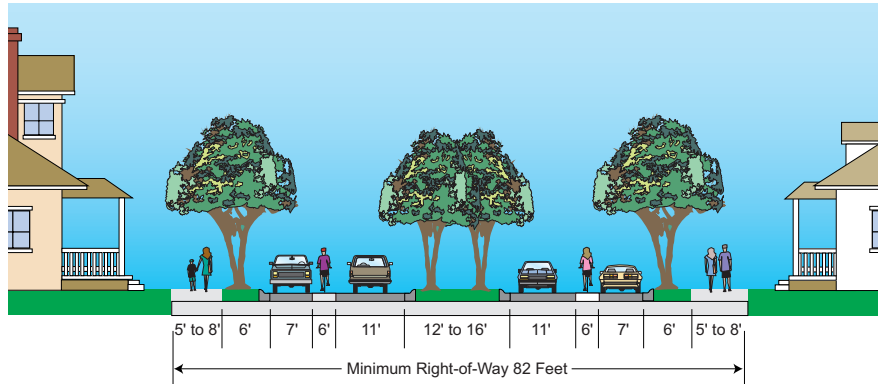 5' to 8' 6' 7' 6' 11' 12' to 16' 11' 6' 7' 6' 5' to 8'
Minimum Right-of-Way 82 Feet